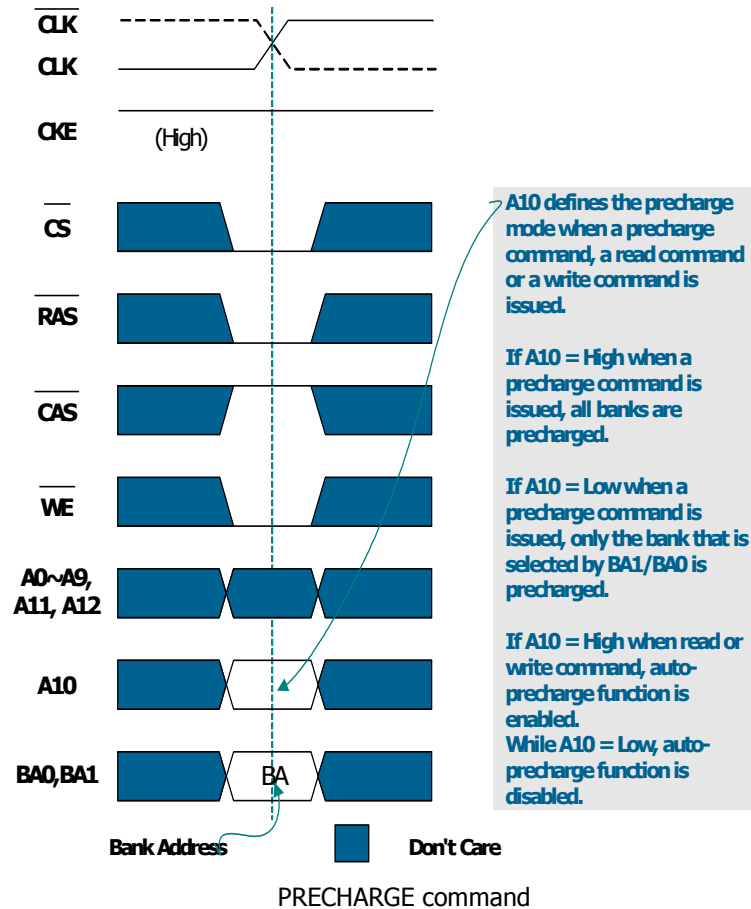 CLK
CLK
CKE
(High)
CS
RAS
CAS
WE
A0~A9,
A11, A12
A10
BA0,BA1
BA
Bank Address
Don't Care
A10 defines the precharge
mode when a precharge
command, a read command
or a write command is
issued.
If A10 = High when a
precharge command is
issued, all banks are
precharged.
If A10 = Low when a
precharge command is
issued, only the bank that is
selected by BA1/BA0 is
precharged.
If A10 = High when read or
write command, auto-
precharge function is
enabled.
While A10 = Low, auto-
precharge function is
disabled.
PRECHARGE command